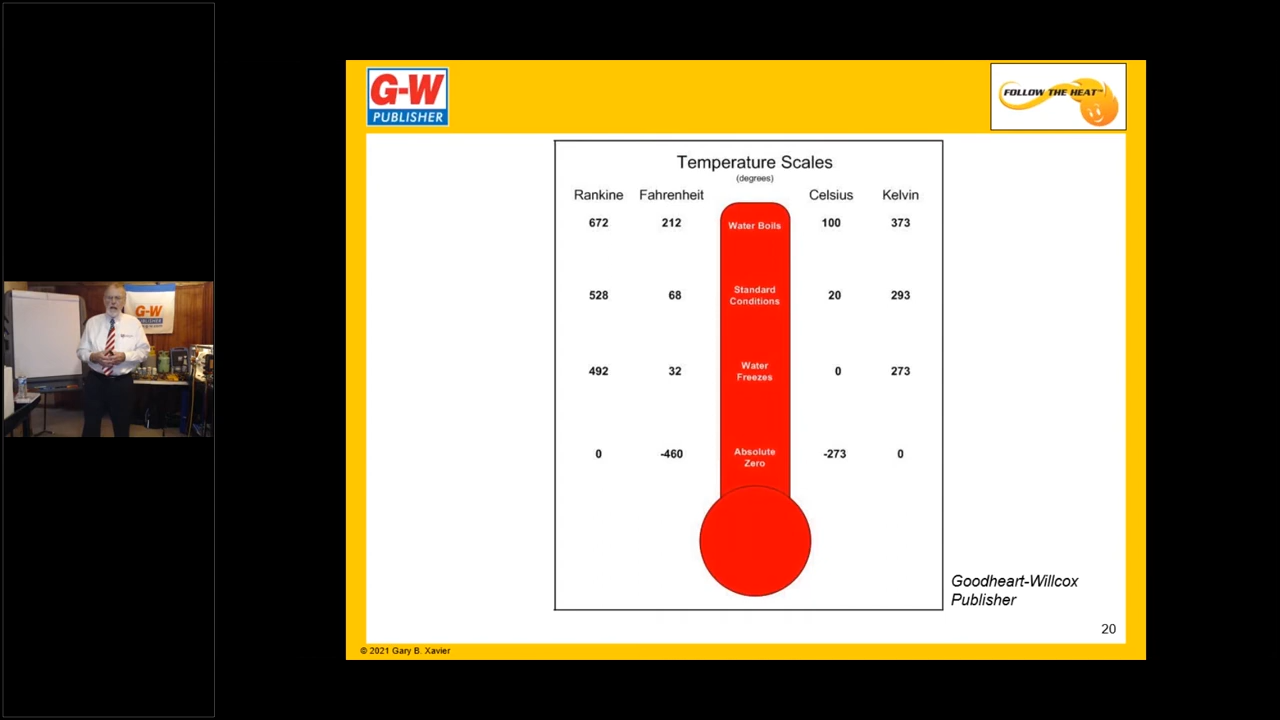 G-W
PUBLISHER
FOLLOW THE HEAT™
Temperature Scales
(degrees)
Rankine Fahrenheit Celsius Kelvin
672 212 Water Boils 100 373
528 68 Standard Conditions 20 293
492 32 Water Freezes 0 273
0 -460 Absolute Zero -273 0
Goodheart-Willcox
Publisher
20
© 2021 Gary B. Xavier
G-W
PUBLISHER